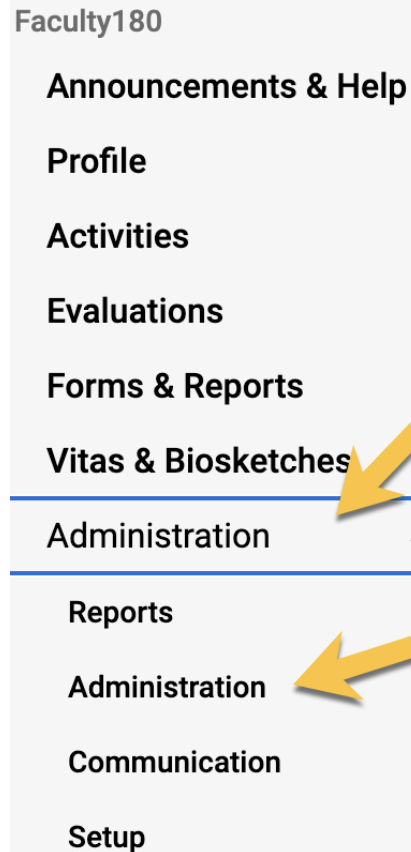 Faculty180
Announcements & Help
Profile
Activities
Evaluations
Forms & Reports
Vitas & Biosketches
Administration
Reports
Administration
Communication
Setup